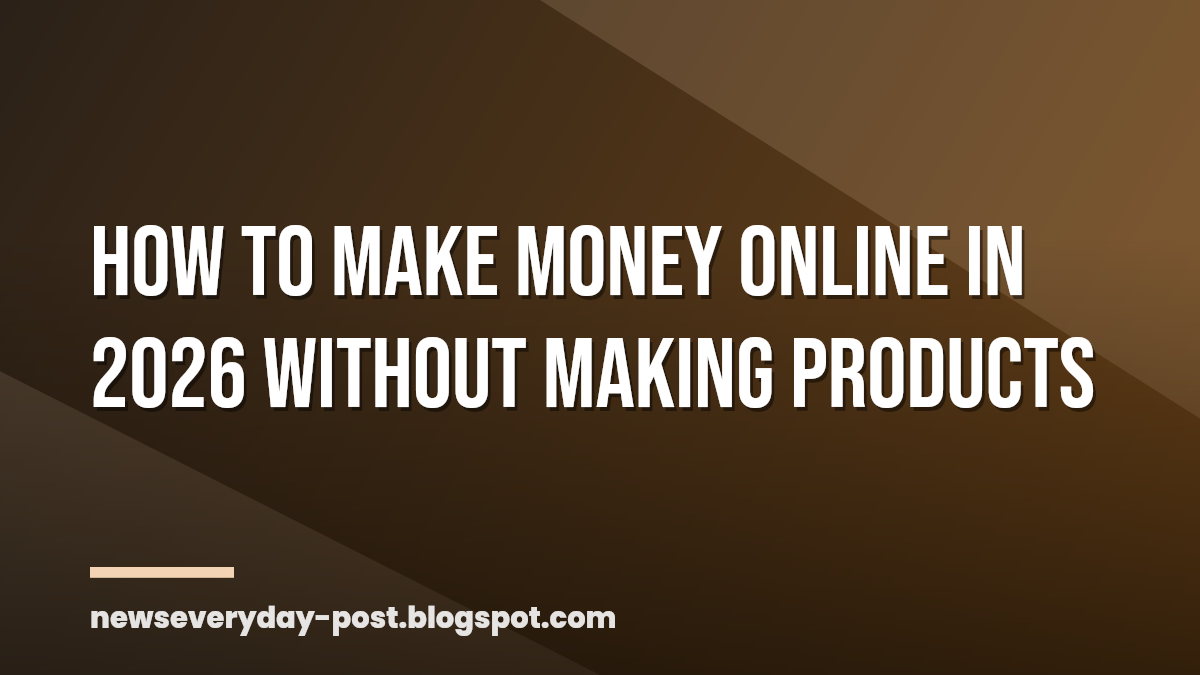 HOW TO MAKE MONEY ONLINE IN
2026 WITHOUT MAKING PRODUCTS
newseveryday-post.blogspot.com